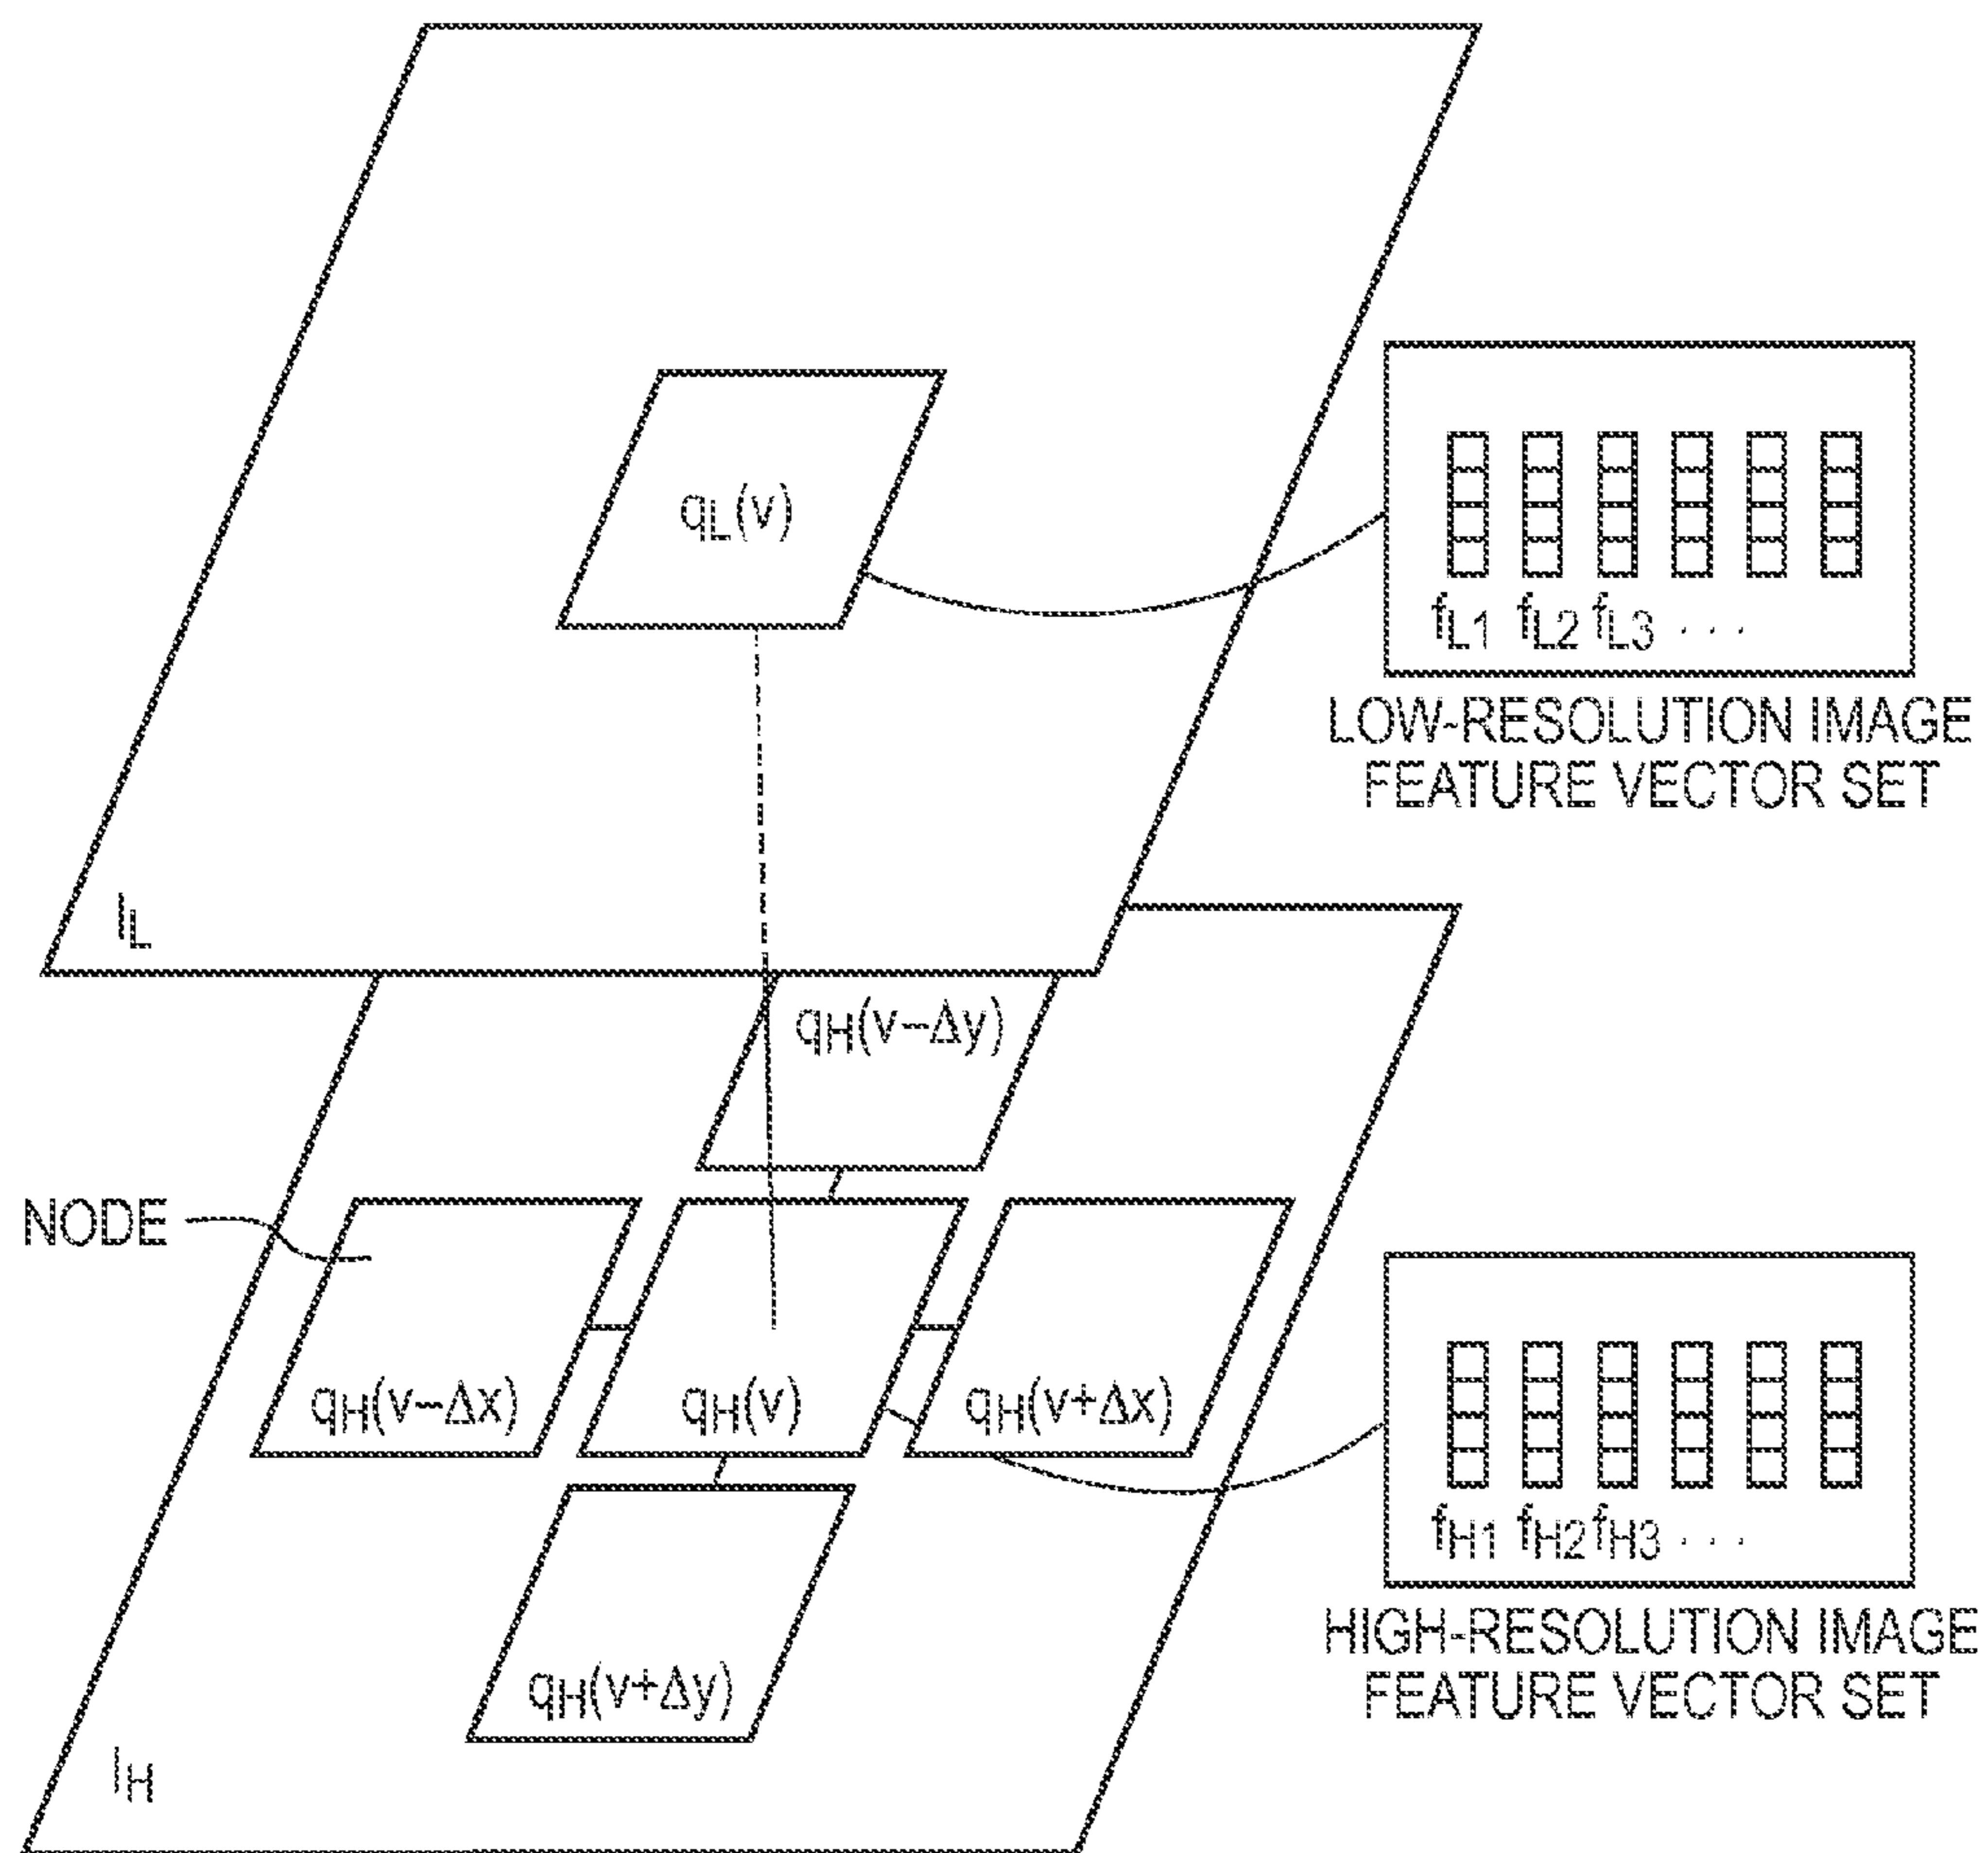 qL(v)
fL1 fL2 fL3 . . .
LOW-RESOLUTION IMAGE
FEATURE VECTOR SET
IL
qH(v−Δy)
NODE
qH(v−Δx)
qH(v)
qH(v+Δx)
fH1 fH2 fH3 . . .
HIGH-RESOLUTION IMAGE
FEATURE VECTOR SET
qH(v+Δy)
IH